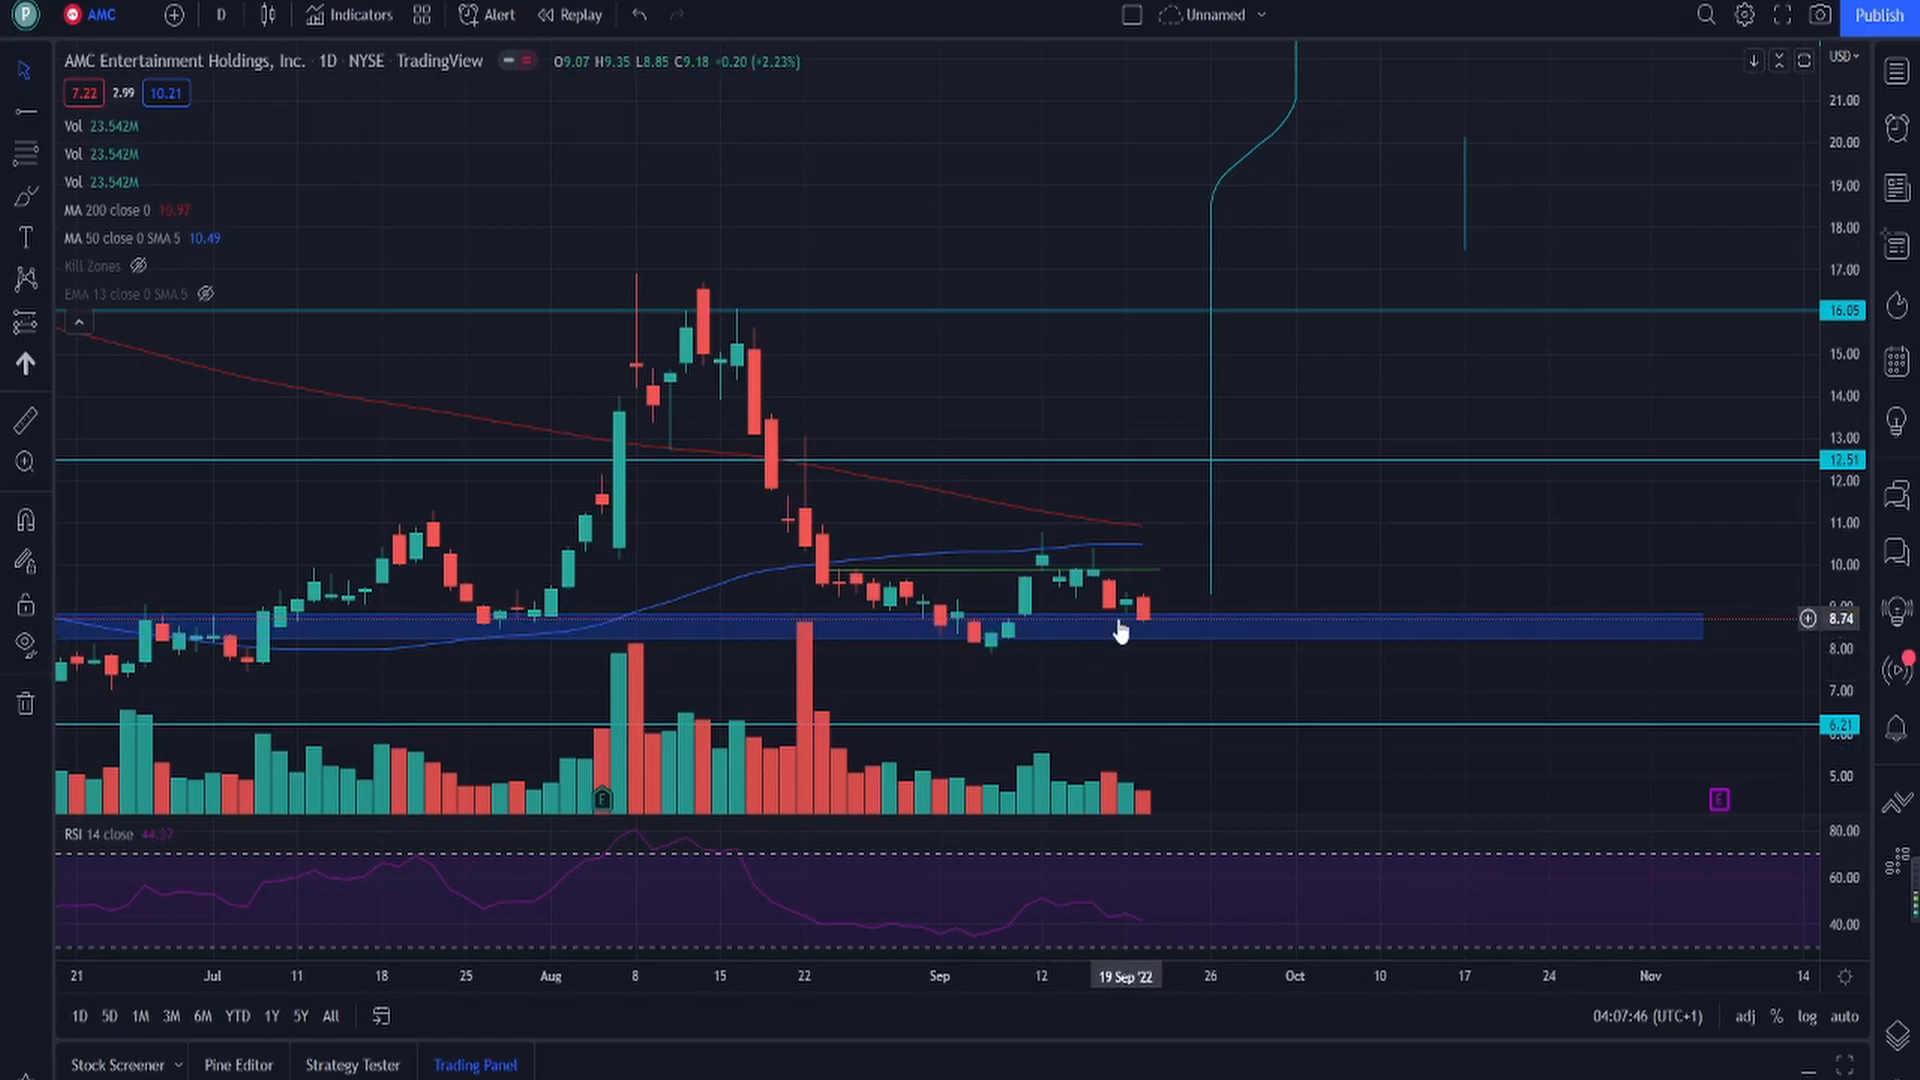 P AMC D Indicators Alert Replay Unnamed Publish
AMC Entertainment Holdings, Inc. · 1D · NYSE · TradingView O9.07 H9.35 L8.85 C9.18 +0.20 (+2.23%) USD
7.22 2.99 10.21
Vol 23.542M
Vol 23.542M
Vol 23.542M
MA 200 close 0 10.97
MA 50 close 0 SMA 5 10.49
Kill Zones
EMA 13 close 0 SMA 5
21.00
20.00
19.00
18.00
17.00
16.05
15.00
14.00
13.00
12.51
12.00
11.00
10.00
8.74
8.00
7.00
6.21
5.00
E E
RSI 14 close 44.32
80.00
60.00
40.00
21 Jul 11 18 25 Aug 8 15 22 Sep 12 19 Sep '22 26 Oct 10 17 24 Nov 14
1D 5D 1M 3M 6M YTD 1Y 5Y All 04:07:46 (UTC+1) adj % log auto
Stock Screener Pine Editor Strategy Tester Trading Panel